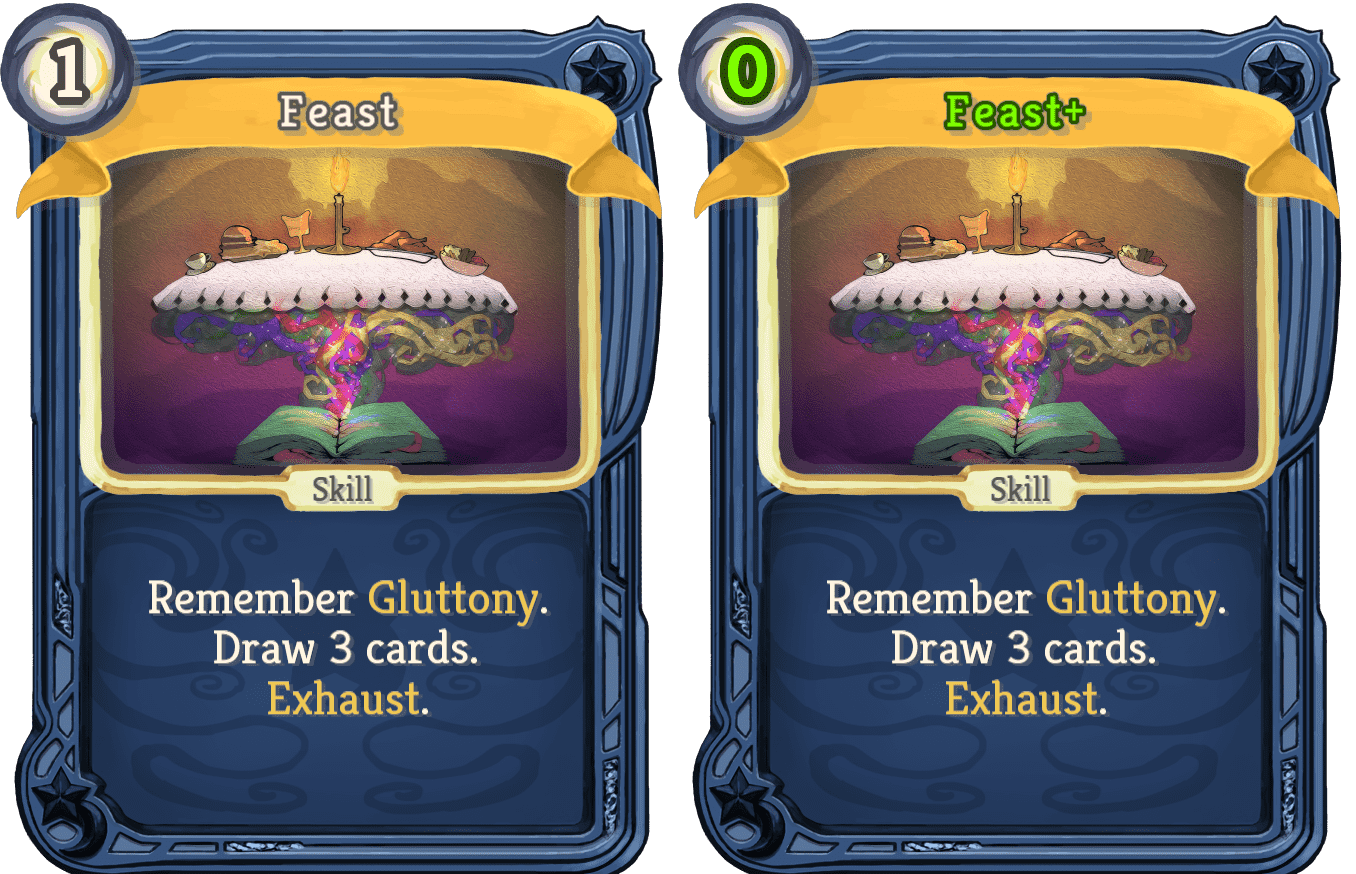 1
Feast
Skill
Remember Gluttony.
Draw 3 cards.
Exhaust.
0
Feast+
Skill
Remember Gluttony.
Draw 3 cards.
Exhaust.